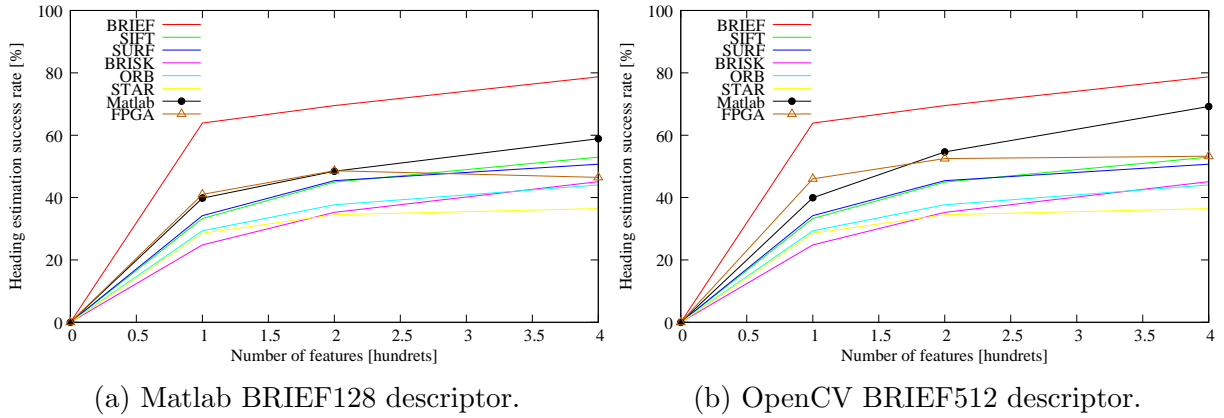 100
80
60
40
20
0
Heading estimation success rate [%]
BRIEF
SIFT
SURF
BRISK
ORB
STAR
Matlab
FPGA
0 0.5 1 1.5 2 2.5 3 3.5 4
Number of features [hundrets]
(a) Matlab BRIEF128 descriptor.
100
80
60
40
20
0
Heading estimation success rate [%]
BRIEF
SIFT
SURF
BRISK
ORB
STAR
Matlab
FPGA
0 0.5 1 1.5 2 2.5 3 3.5 4
Number of features [hundrets]
(b) OpenCV BRIEF512 descriptor.